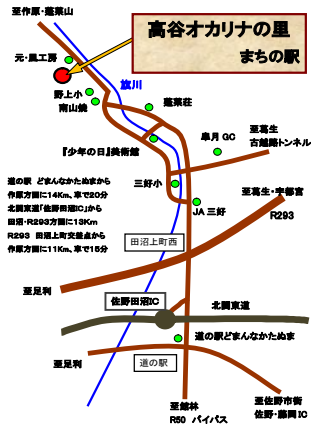 至作原・蓬莱山
高谷オカリナの里
まちの駅
元・風工房
旗川
野上小
南山焼
蓬莱荘
皐月 GC
至葛生
古越路トンネル
『少年の日』美術館
道の駅 どまんなかたぬまから
作原方面に14Km、車で20分
北関東道「佐野田沼IC」から
田沼・R293方面に13Km
R293 田沼上町交差点から
作原方面に11Km、車で15分
三好小
至葛生・宇都宮
JA 三好
R293
田沼上町西
至足利
佐野田沼IC
北関東道
道の駅どまんなかたぬま
至足利
道の駅
至館林
R50 バイパス
至佐野市街
佐野・藤岡IC